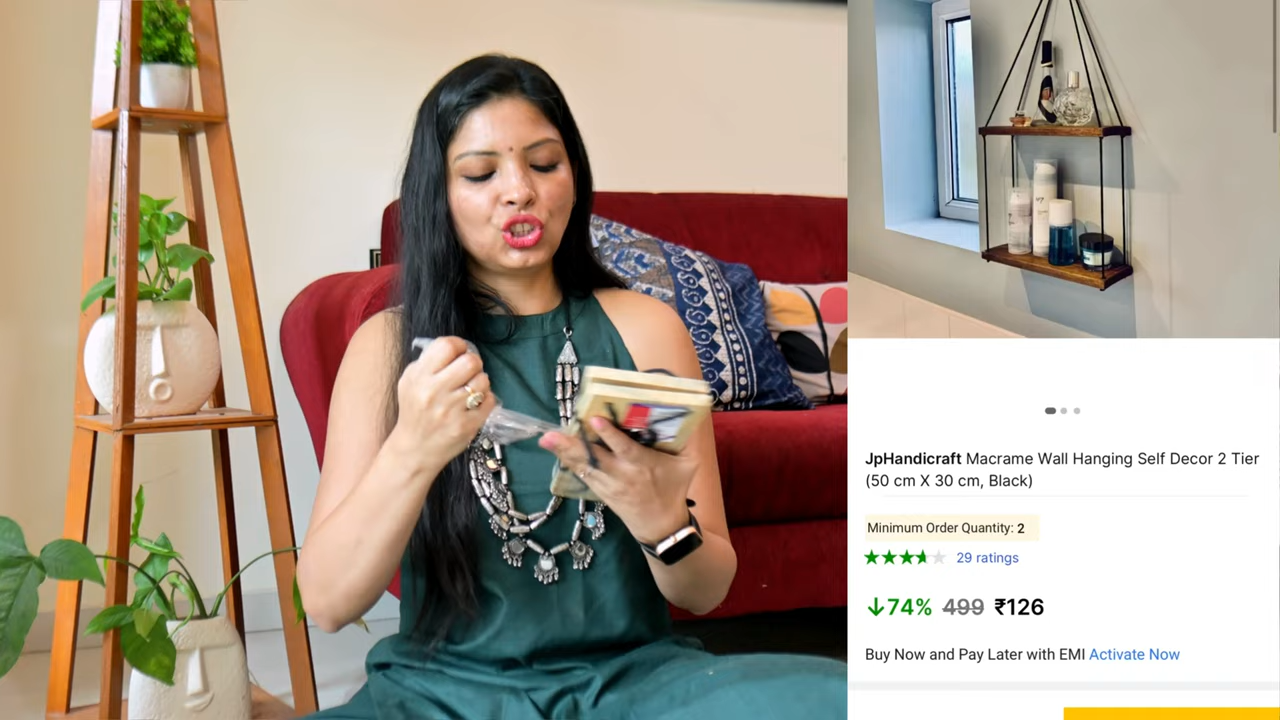 JpHandicraft Macrame Wall Hanging Self Decor 2 Tier
(50 cm X 30 cm, Black)
Minimum Order Quantity: 2
29 ratings
↓74% 499 ₹126
Buy Now and Pay Later with EMI Activate Now